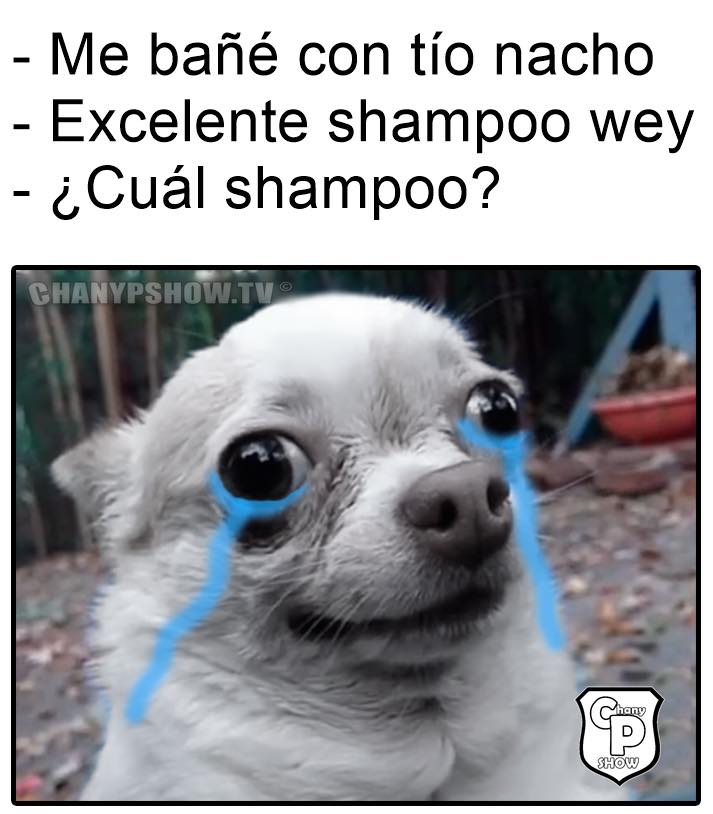 - Me bañé con tío nacho
- Excelente shampoo wey
- ¿Cuál shampoo?
CHANYPSHOW.TV©
Chany
P
SHOW